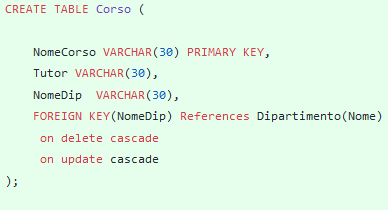 CREATE TABLE Corso (
NomeCorso VARCHAR(30) PRIMARY KEY,
Tutor VARCHAR(30),
NomeDip  VARCHAR(30),
FOREIGN KEY(NomeDip) References Dipartimento(Nome)
on delete cascade
on update cascade
);